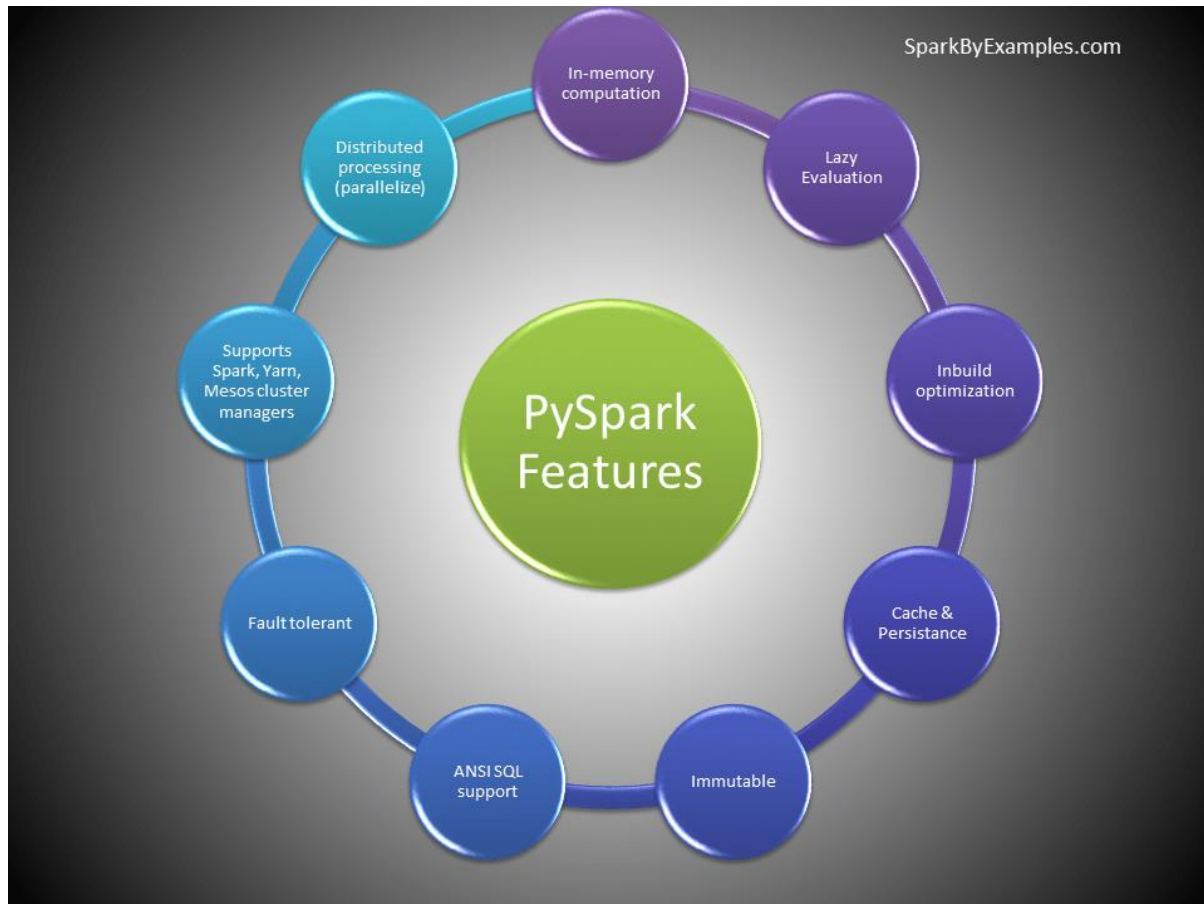 SparkByExamples.com
In-memory
computation
Lazy
Evaluation
Inbuild
optimization
Cache &
Persistance
Immutable
ANSI SQL
support
Fault tolerant
Supports
Spark, Yarn,
Mesos cluster
managers
Distributed
processing
(parallelize)
PySpark
Features